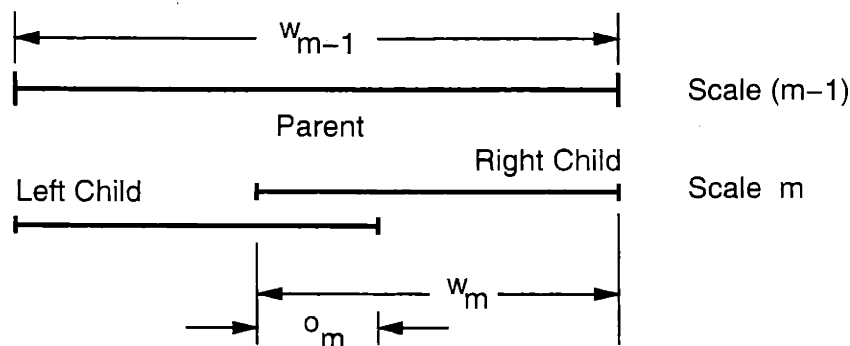 w_{m−1}
Scale (m−1)
Parent
Right Child
Left Child
Scale m
w_m
o_m